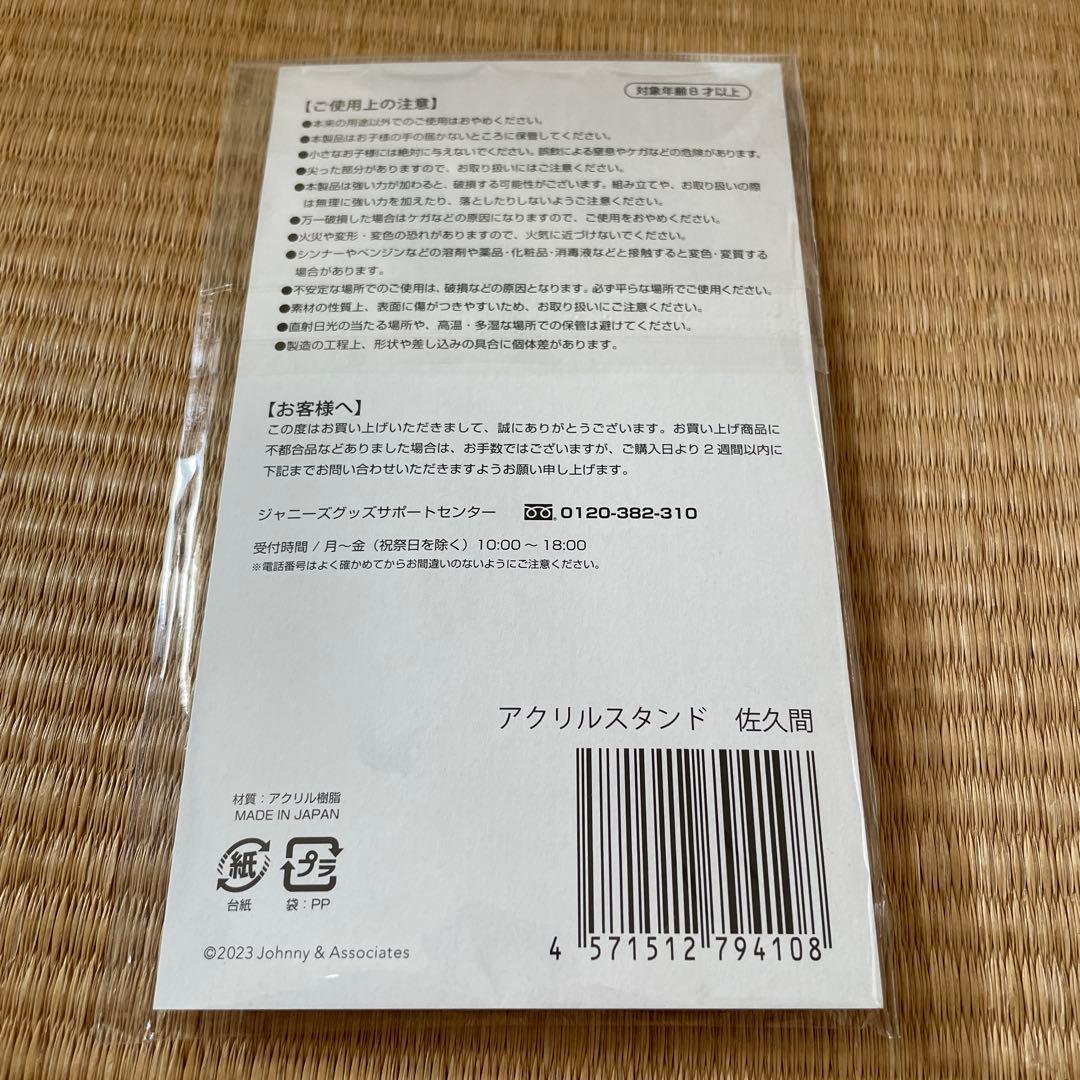 対象年齢8才以上
【ご使用上の注意】
●本来の用途以外でのご使用はおやめください。
●本製品はお子様の手の届かないところに保管してください。
●小さなお子様には絶対に与えないでください。誤飲による窒息やケガなどの危険があります。
●尖った部分がありますので、お取り扱いにはご注意ください。
●本製品は強い力が加わると、破損する可能性がございます。組み立てや、お取り扱いの際
は無理に強い力を加えたり、落としたりしないようご注意ください。
●万一破損した場合はケガなどの原因になりますので、ご使用をおやめください。
●火災や変形・変色の恐れがありますので、火気に近づけないでください。
●シンナーやベンジンなどの溶剤や薬品・化粧品・消毒液などと接触すると変色・変質する
場合があります。
●不安定な場所でのご使用は、破損などの原因となります。必ず平らな場所でご使用ください。
●素材の性質上、表面に傷がつきやすいため、お取り扱いにご注意ください。
●直射日光の当たる場所や、高温・多湿な場所での保管は避けてください。
●製造の工程上、形状や差し込みの具合に個体差があります。
【お客様へ】
この度はお買い上げいただきまして、誠にありがとうございます。お買い上げ商品に
不都合品などありました場合は、お手数ではございますが、ご購入日より2週間以内に
下記までお問い合わせいただきますようお願い申し上げます。
ジャニーズグッズサポートセンター 0120-382-310
受付時間 / 月〜金（祝祭日を除く）10:00 〜 18:00
※電話番号はよく確かめてからお間違いのないようにご注意ください。
アクリルスタンド 佐久間
材質：アクリル樹脂
MADE IN JAPAN
紙 プラ
台紙 袋：PP
©2023 Johnny & Associates
4 571512 794108